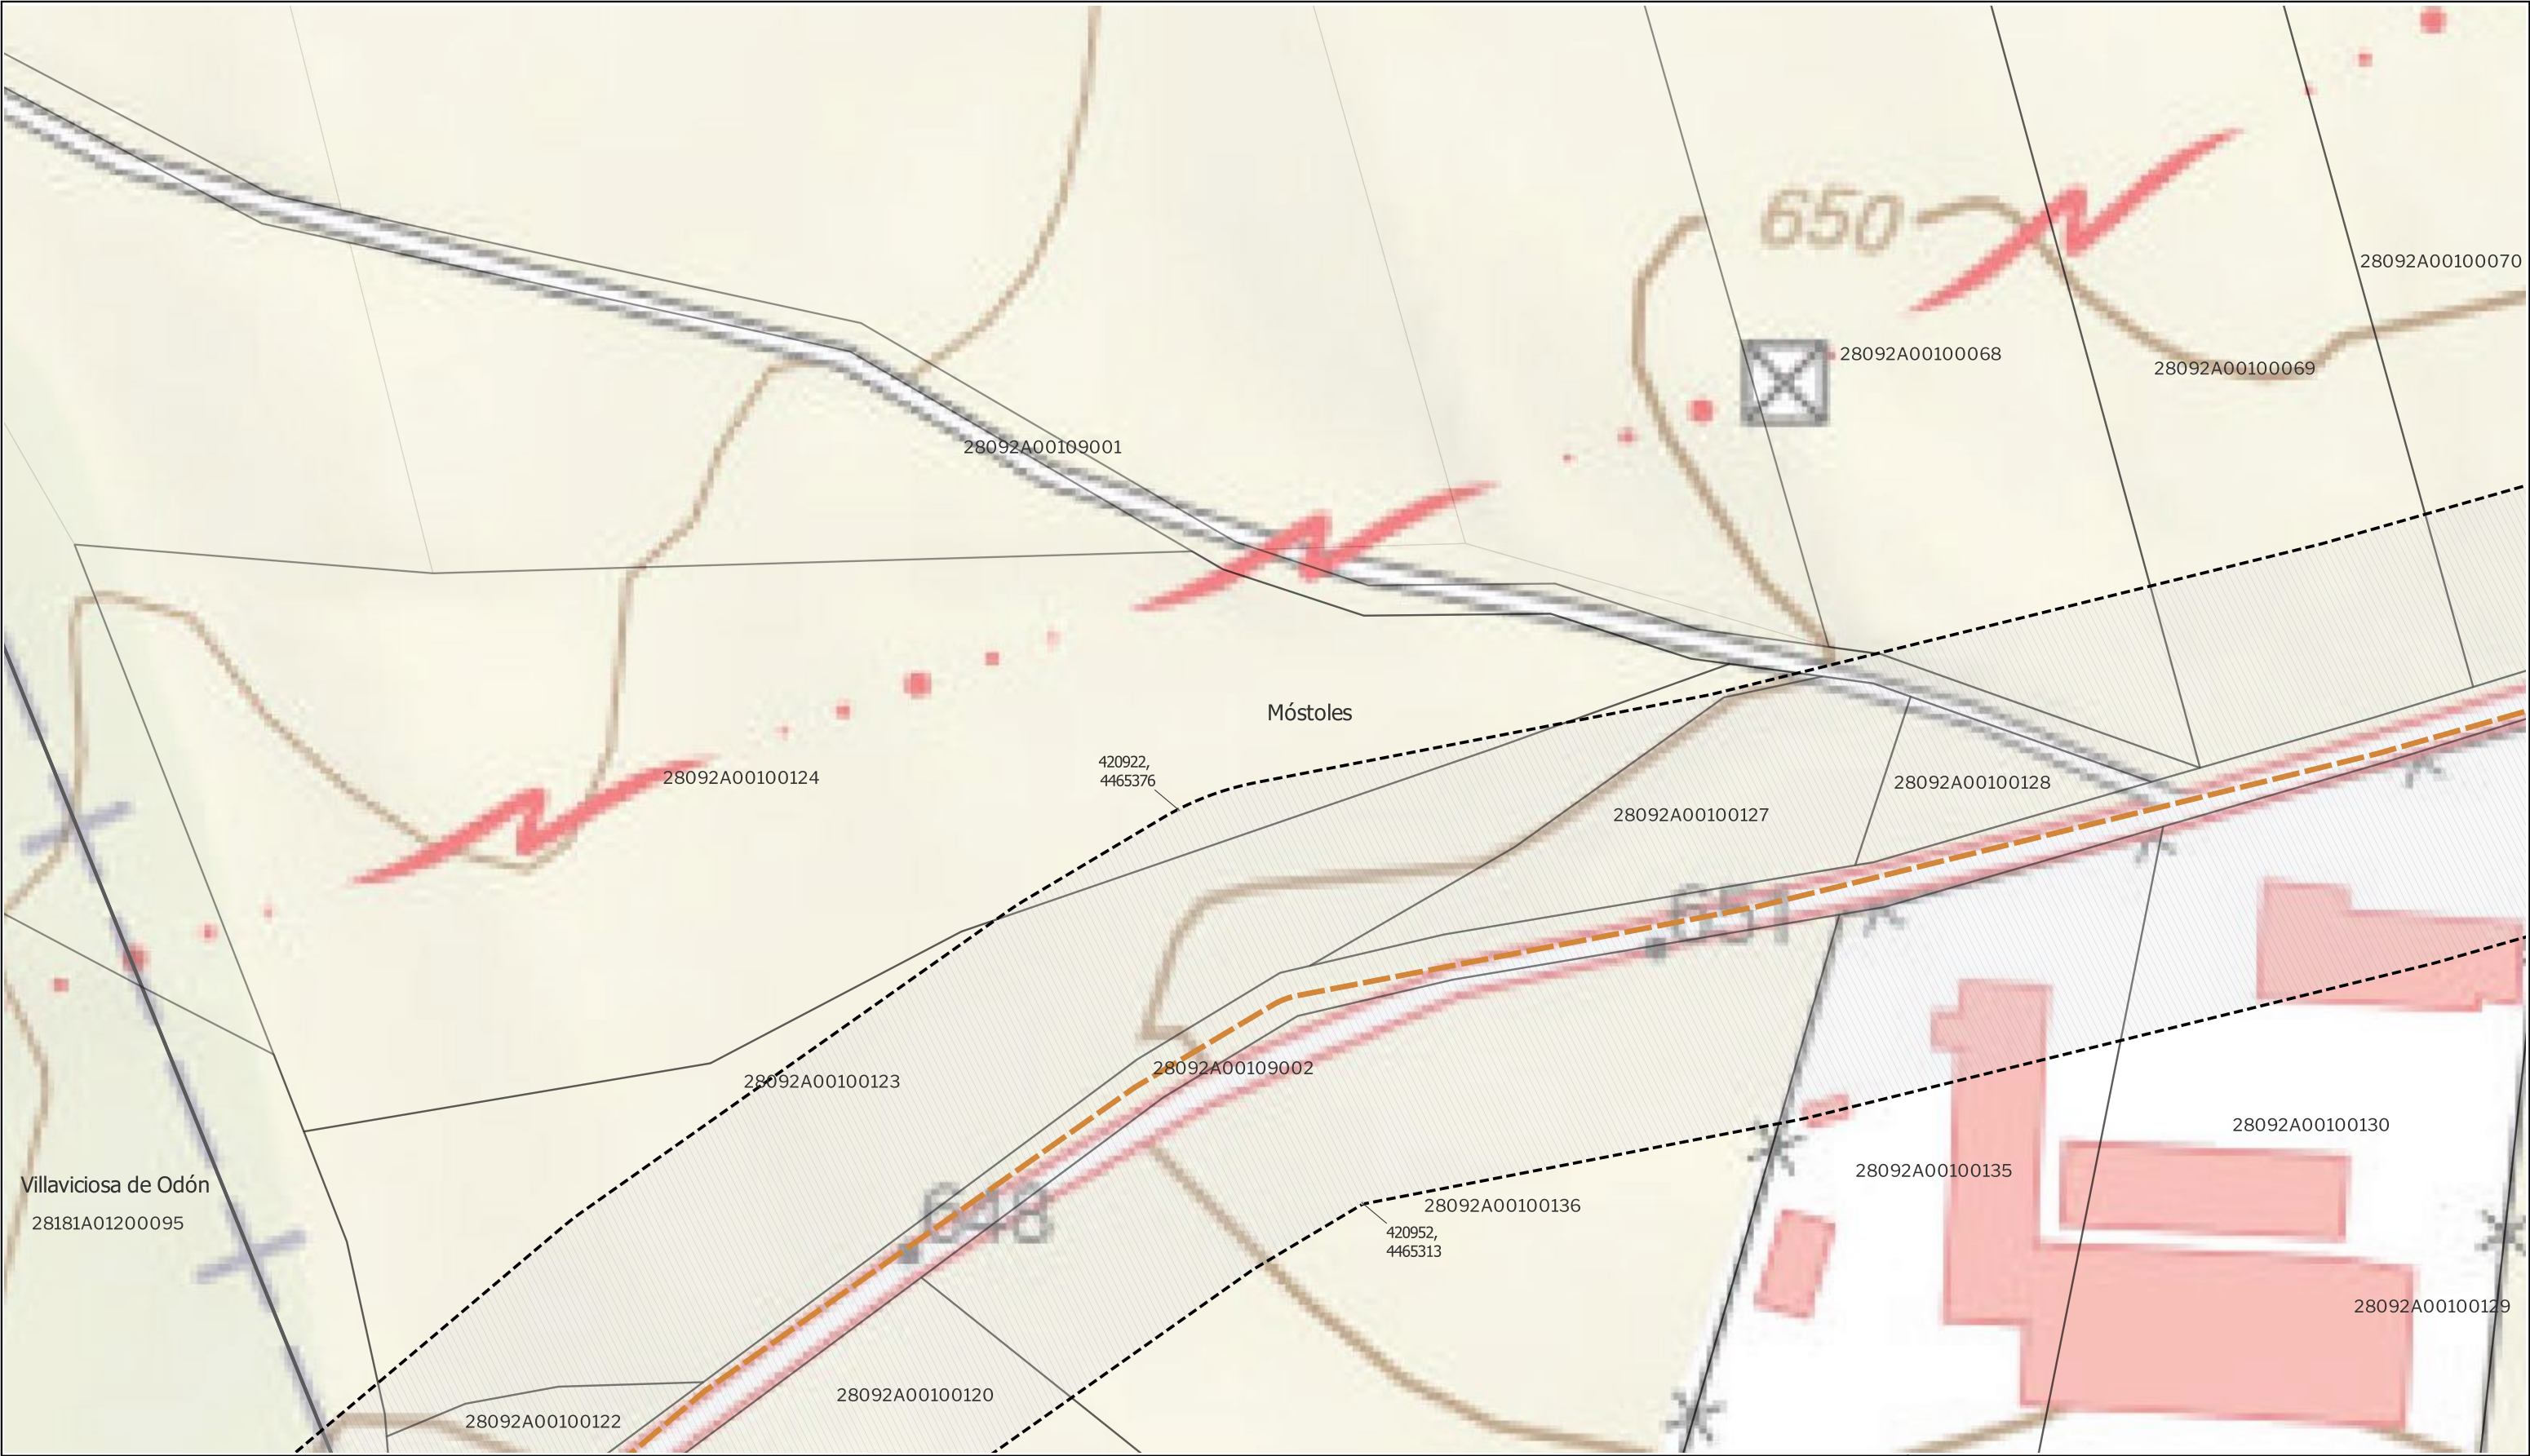 650
28092A00100070
28092A00100068
28092A00100069
28092A00109001
Móstoles
420922,
4465376
28092A00100124
28092A00100128
28092A00100127
651
28092A00109002
28092A00100123
28092A00100130
28092A00100135
Villaviciosa de Odón
28181A01200095
648
28092A00100136
420952,
4465313
28092A00100129
28092A00100120
28092A00100122